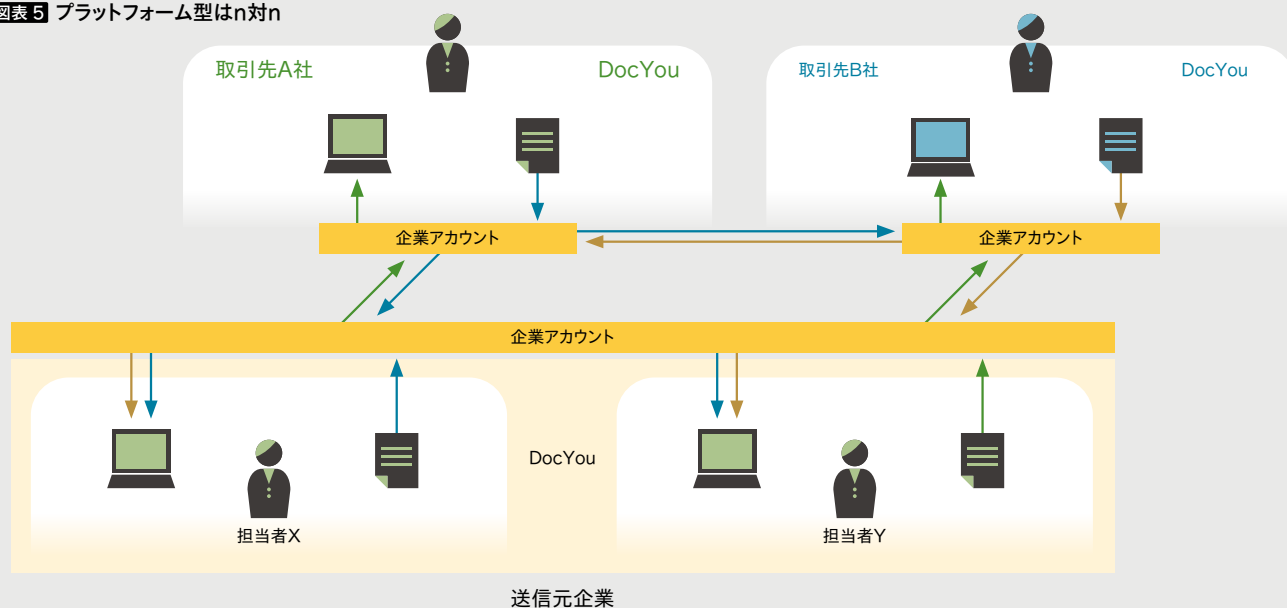 図表5 プラットフォーム型はn対n
取引先A社 DocYou
取引先B社 DocYou
企業アカウント
企業アカウント
企業アカウント
DocYou
担当者X
担当者Y
送信元企業